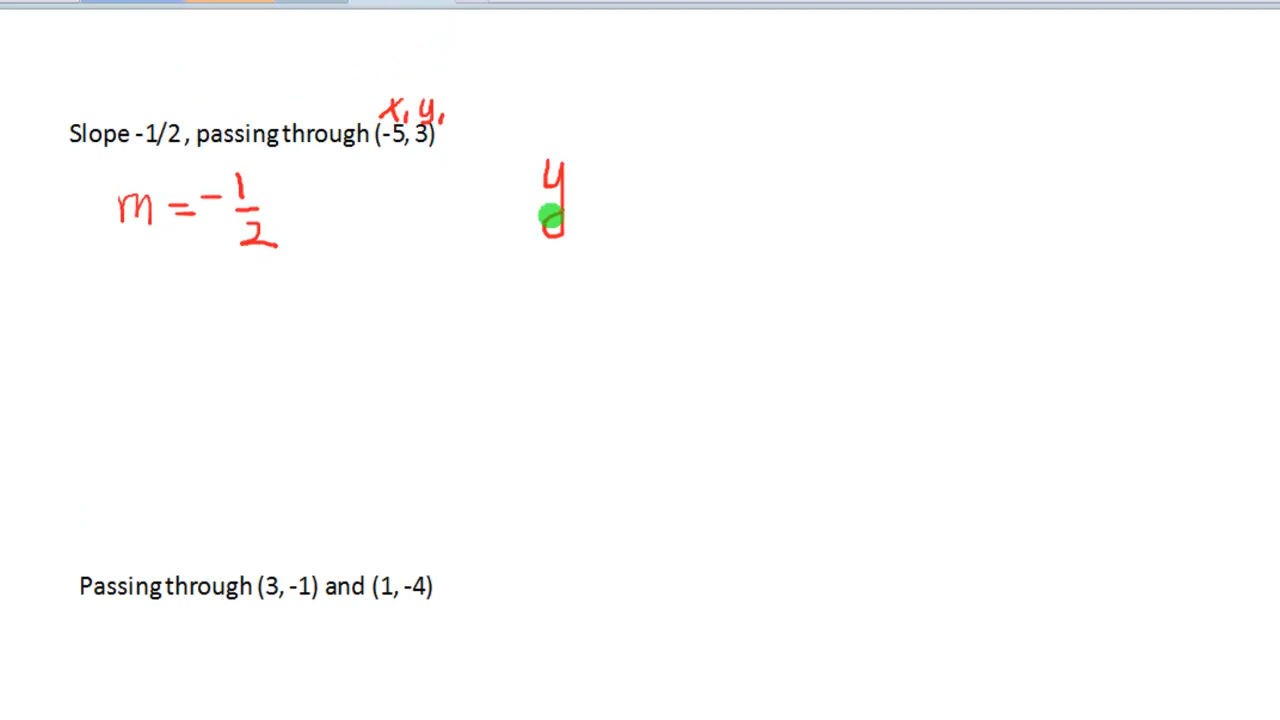 x₁ y₁
Slope -1/2, passing through (-5, 3)
m = -1/2
y
Passing through (3, -1) and (1, -4)